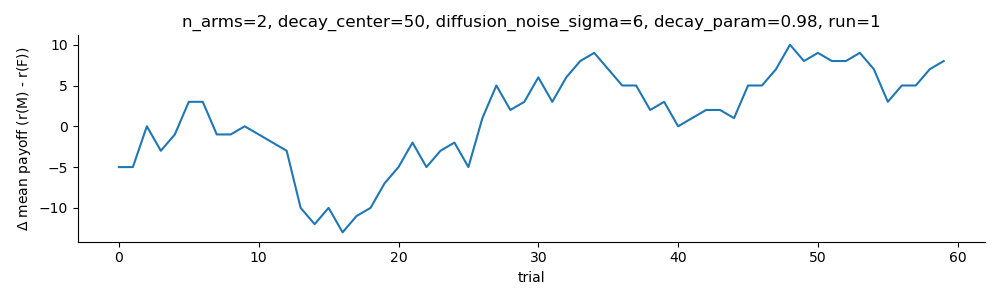 n_arms=2, decay_center=50, diffusion_noise_sigma=6, decay_param=0.98, run=1
Δ mean payoff (r(M) - r(F))
10
5
0
−5
−10
0 10 20 30 40 50 60
trial